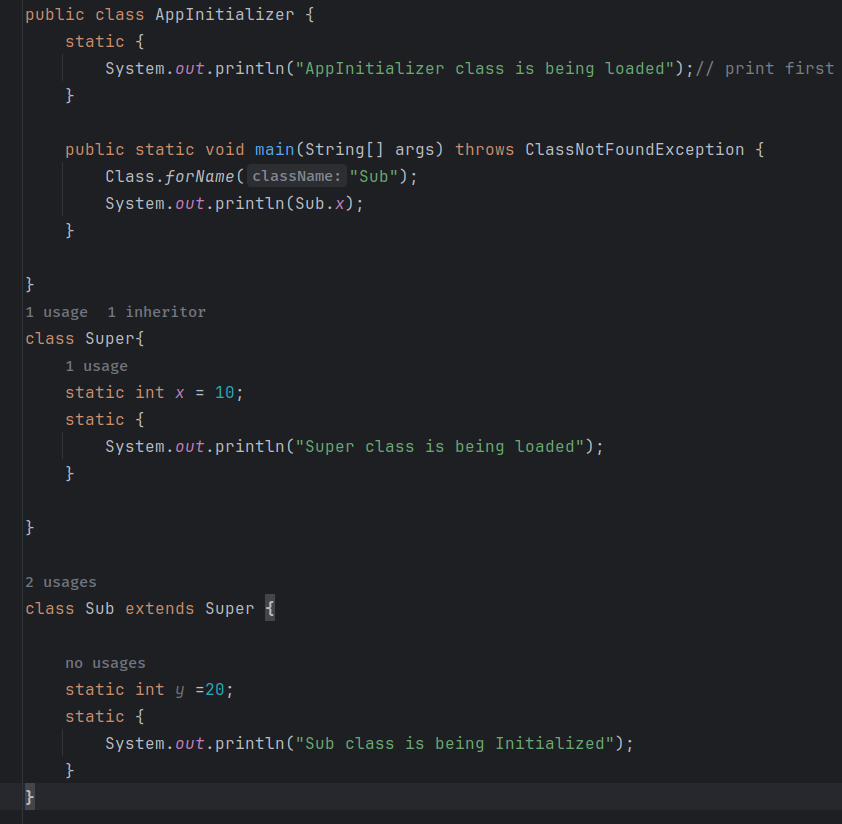 public class AppInitializer {
    static {
        System.out.println("AppInitializer class is being loaded");// print first
    }

    public static void main(String[] args) throws ClassNotFoundException {
        Class.forName( className: "Sub");
        System.out.println(Sub.x);
    }

}
1 usage  1 inheritor
class Super{
    1 usage
    static int x = 10;
    static {
        System.out.println("Super class is being loaded");
    }

}

2 usages
class Sub extends Super {

    no usages
    static int y =20;
    static {
        System.out.println("Sub class is being Initialized");
    }
}